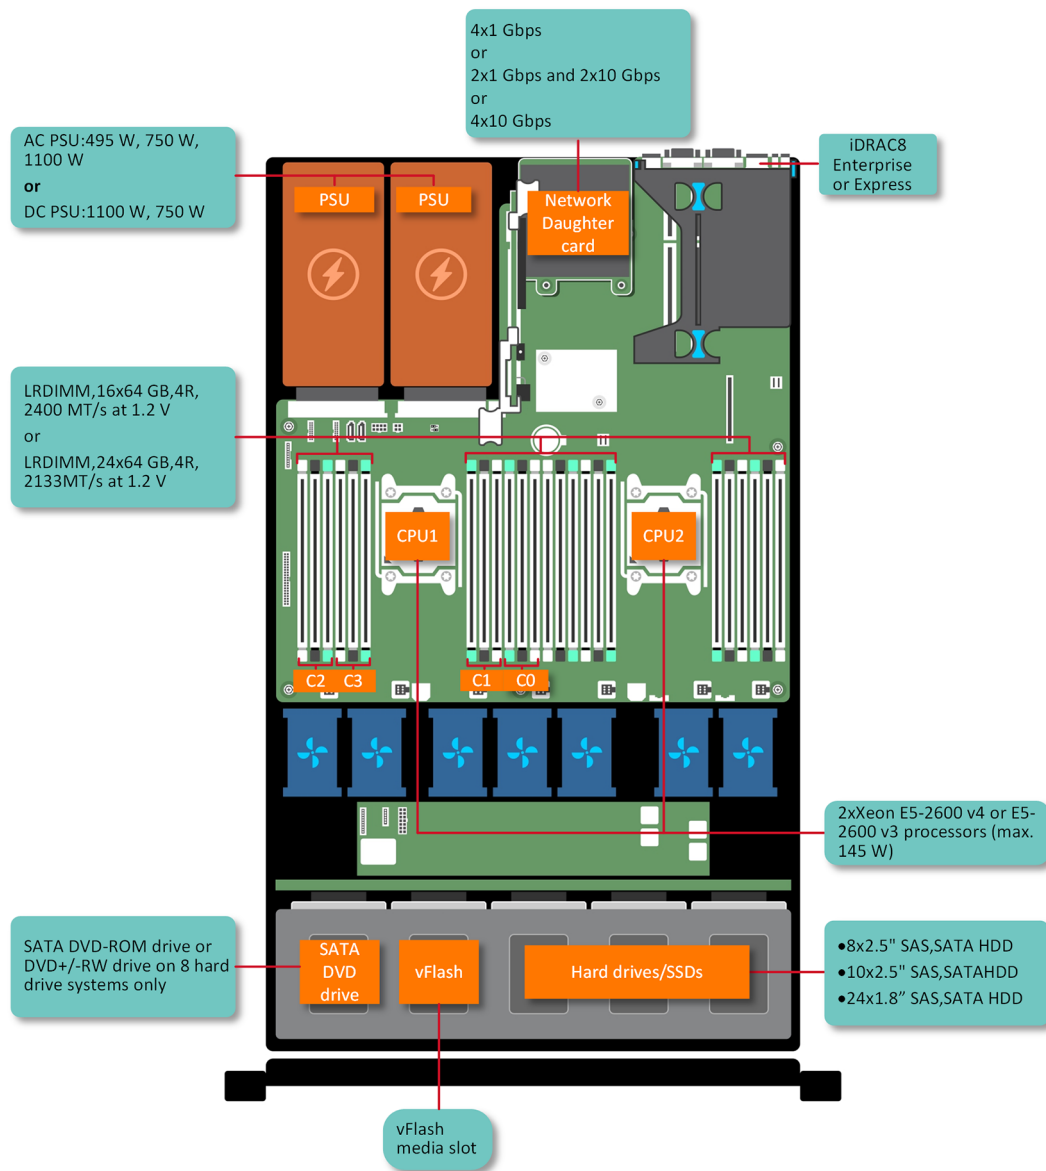 4x1 Gbps
or
2x1 Gbps and 2x10 Gbps
or
4x10 Gbps
AC PSU:495 W, 750 W,
1100 W
or
DC PSU:1100 W, 750 W
iDRAC8
Enterprise
or Express
PSU
PSU
Network
Daughter
card
LRDIMM,16x64 GB,4R,
2400 MT/s at 1.2 V
or
LRDIMM,24x64 GB,4R,
2133MT/s at 1.2 V
CPU1
CPU2
C2
C3
C1
C0
2xXeon E5-2600 v4 or E5-
2600 v3 processors (max.
145 W)
SATA DVD-ROM drive or
DVD+/-RW drive on 8 hard
drive systems only
SATA
DVD
drive
vFlash
Hard drives/SSDs
●8x2.5" SAS,SATA HDD
●10x2.5" SAS,SATAHDD
●24x1.8” SAS,SATA HDD
vFlash
media slot